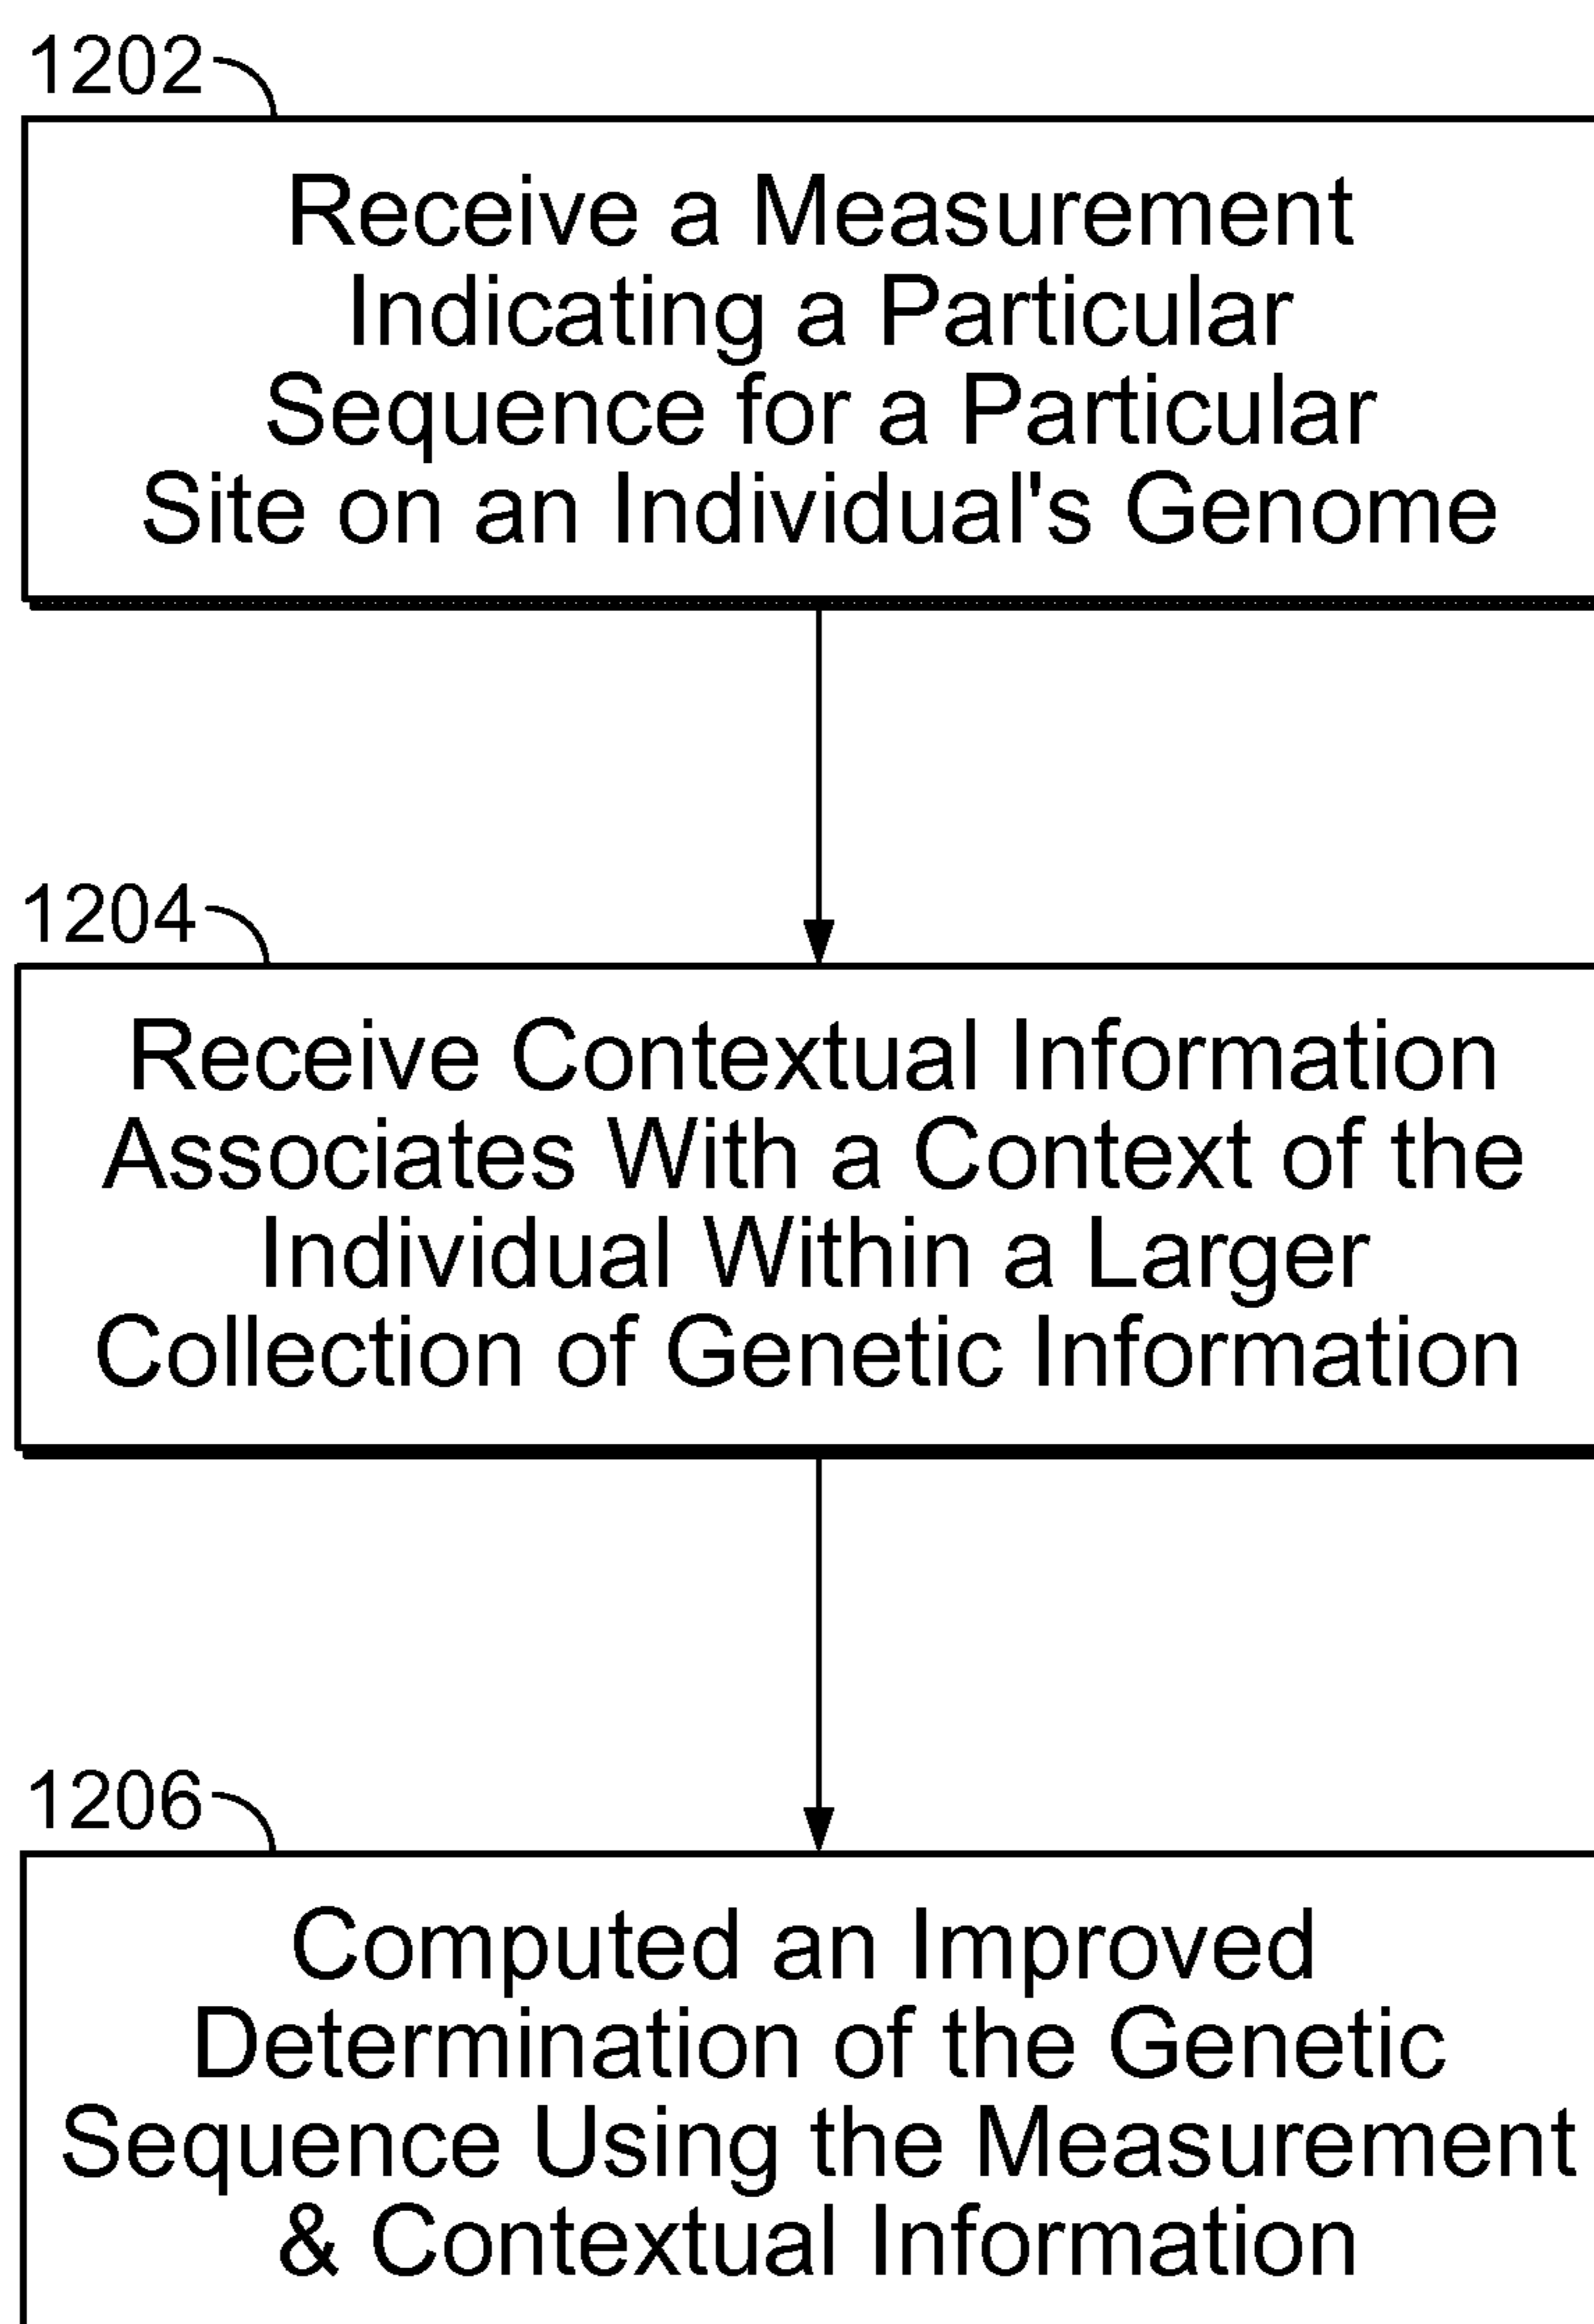 1202
Receive a Measurement
Indicating a Particular
Sequence for a Particular
Site on an Individual's Genome
1204
Receive Contextual Information
Associates With a Context of the
Individual Within a Larger
Collection of Genetic Information
1206
Computed an Improved
Determination of the Genetic
Sequence Using the Measurement
& Contextual Information